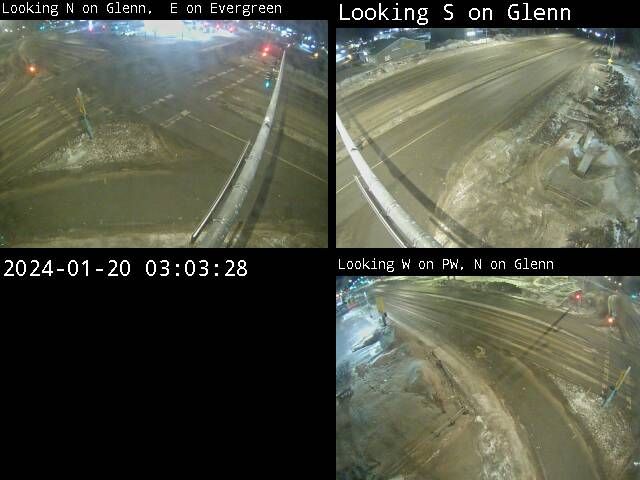 Looking N on Glenn, E on Evergreen
Looking S on Glenn
2024-01-20 03:03:28
Looking W on PW, N on Glenn